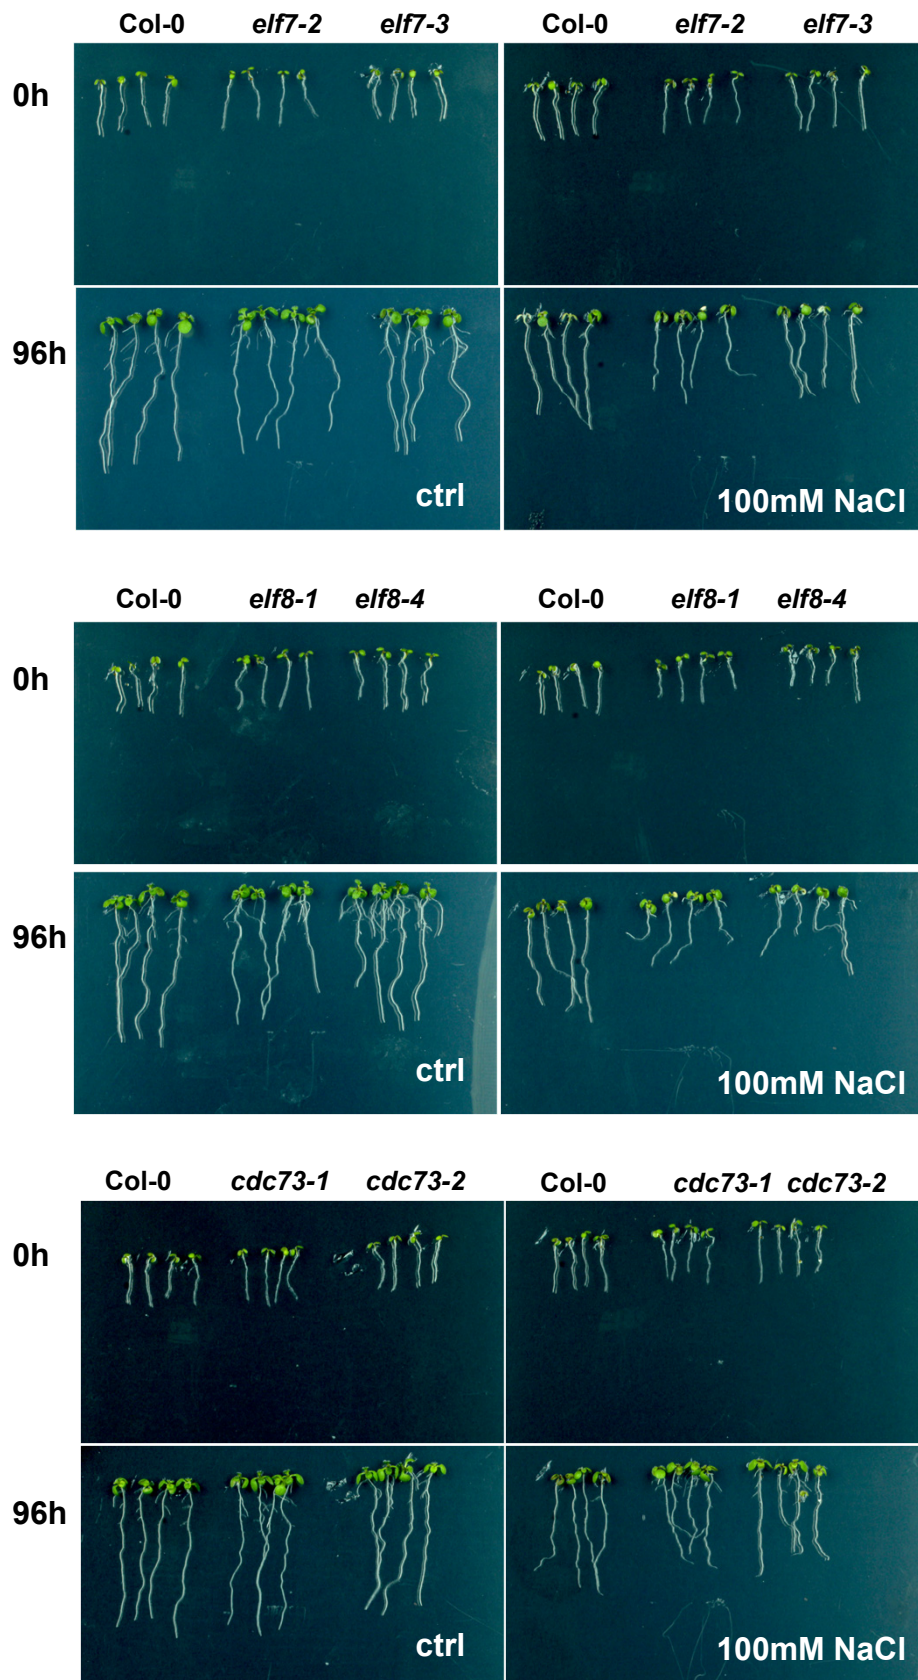 Col-0 elf7-2 elf7-3 elf7-2 elf7-3
Col-0
0h
96h
ctrl
100mM NaCl
Col-0 elf8-1 elf8-4 Col-0 elf8-1 elf8-4
0h
96h
ctrl
100mM NaCl
Col-0 cdc73-1 cdc73-2 Col-0 cdc73-1 cdc73-2
0h
96h
ctrl
100mM NaCl